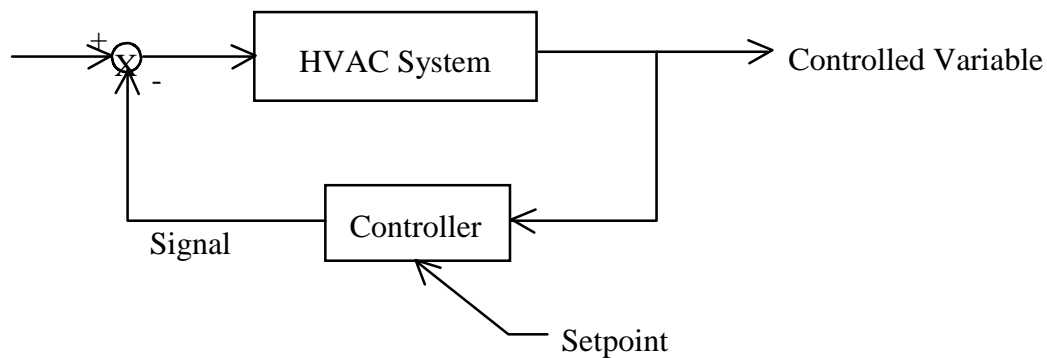 +
X
-
HVAC System
Controlled Variable
Controller
Signal
Setpoint